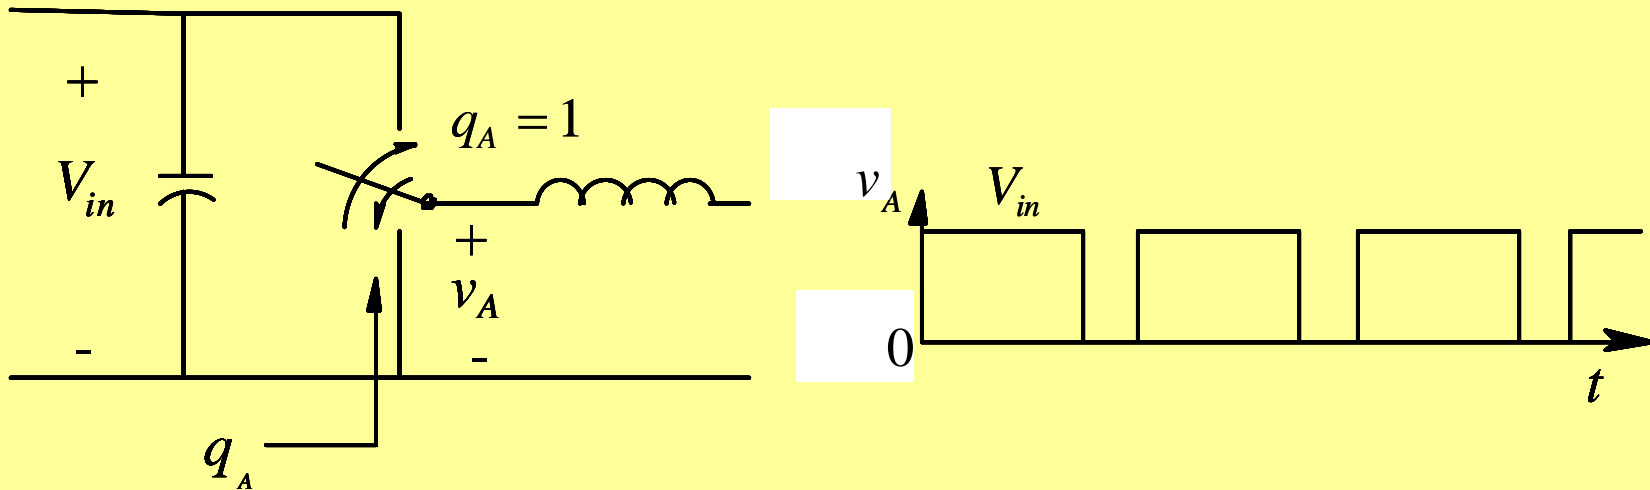 +
V_in
-
q_A = 1
+
v_A
-
q_A
v_A
V_in
0
t